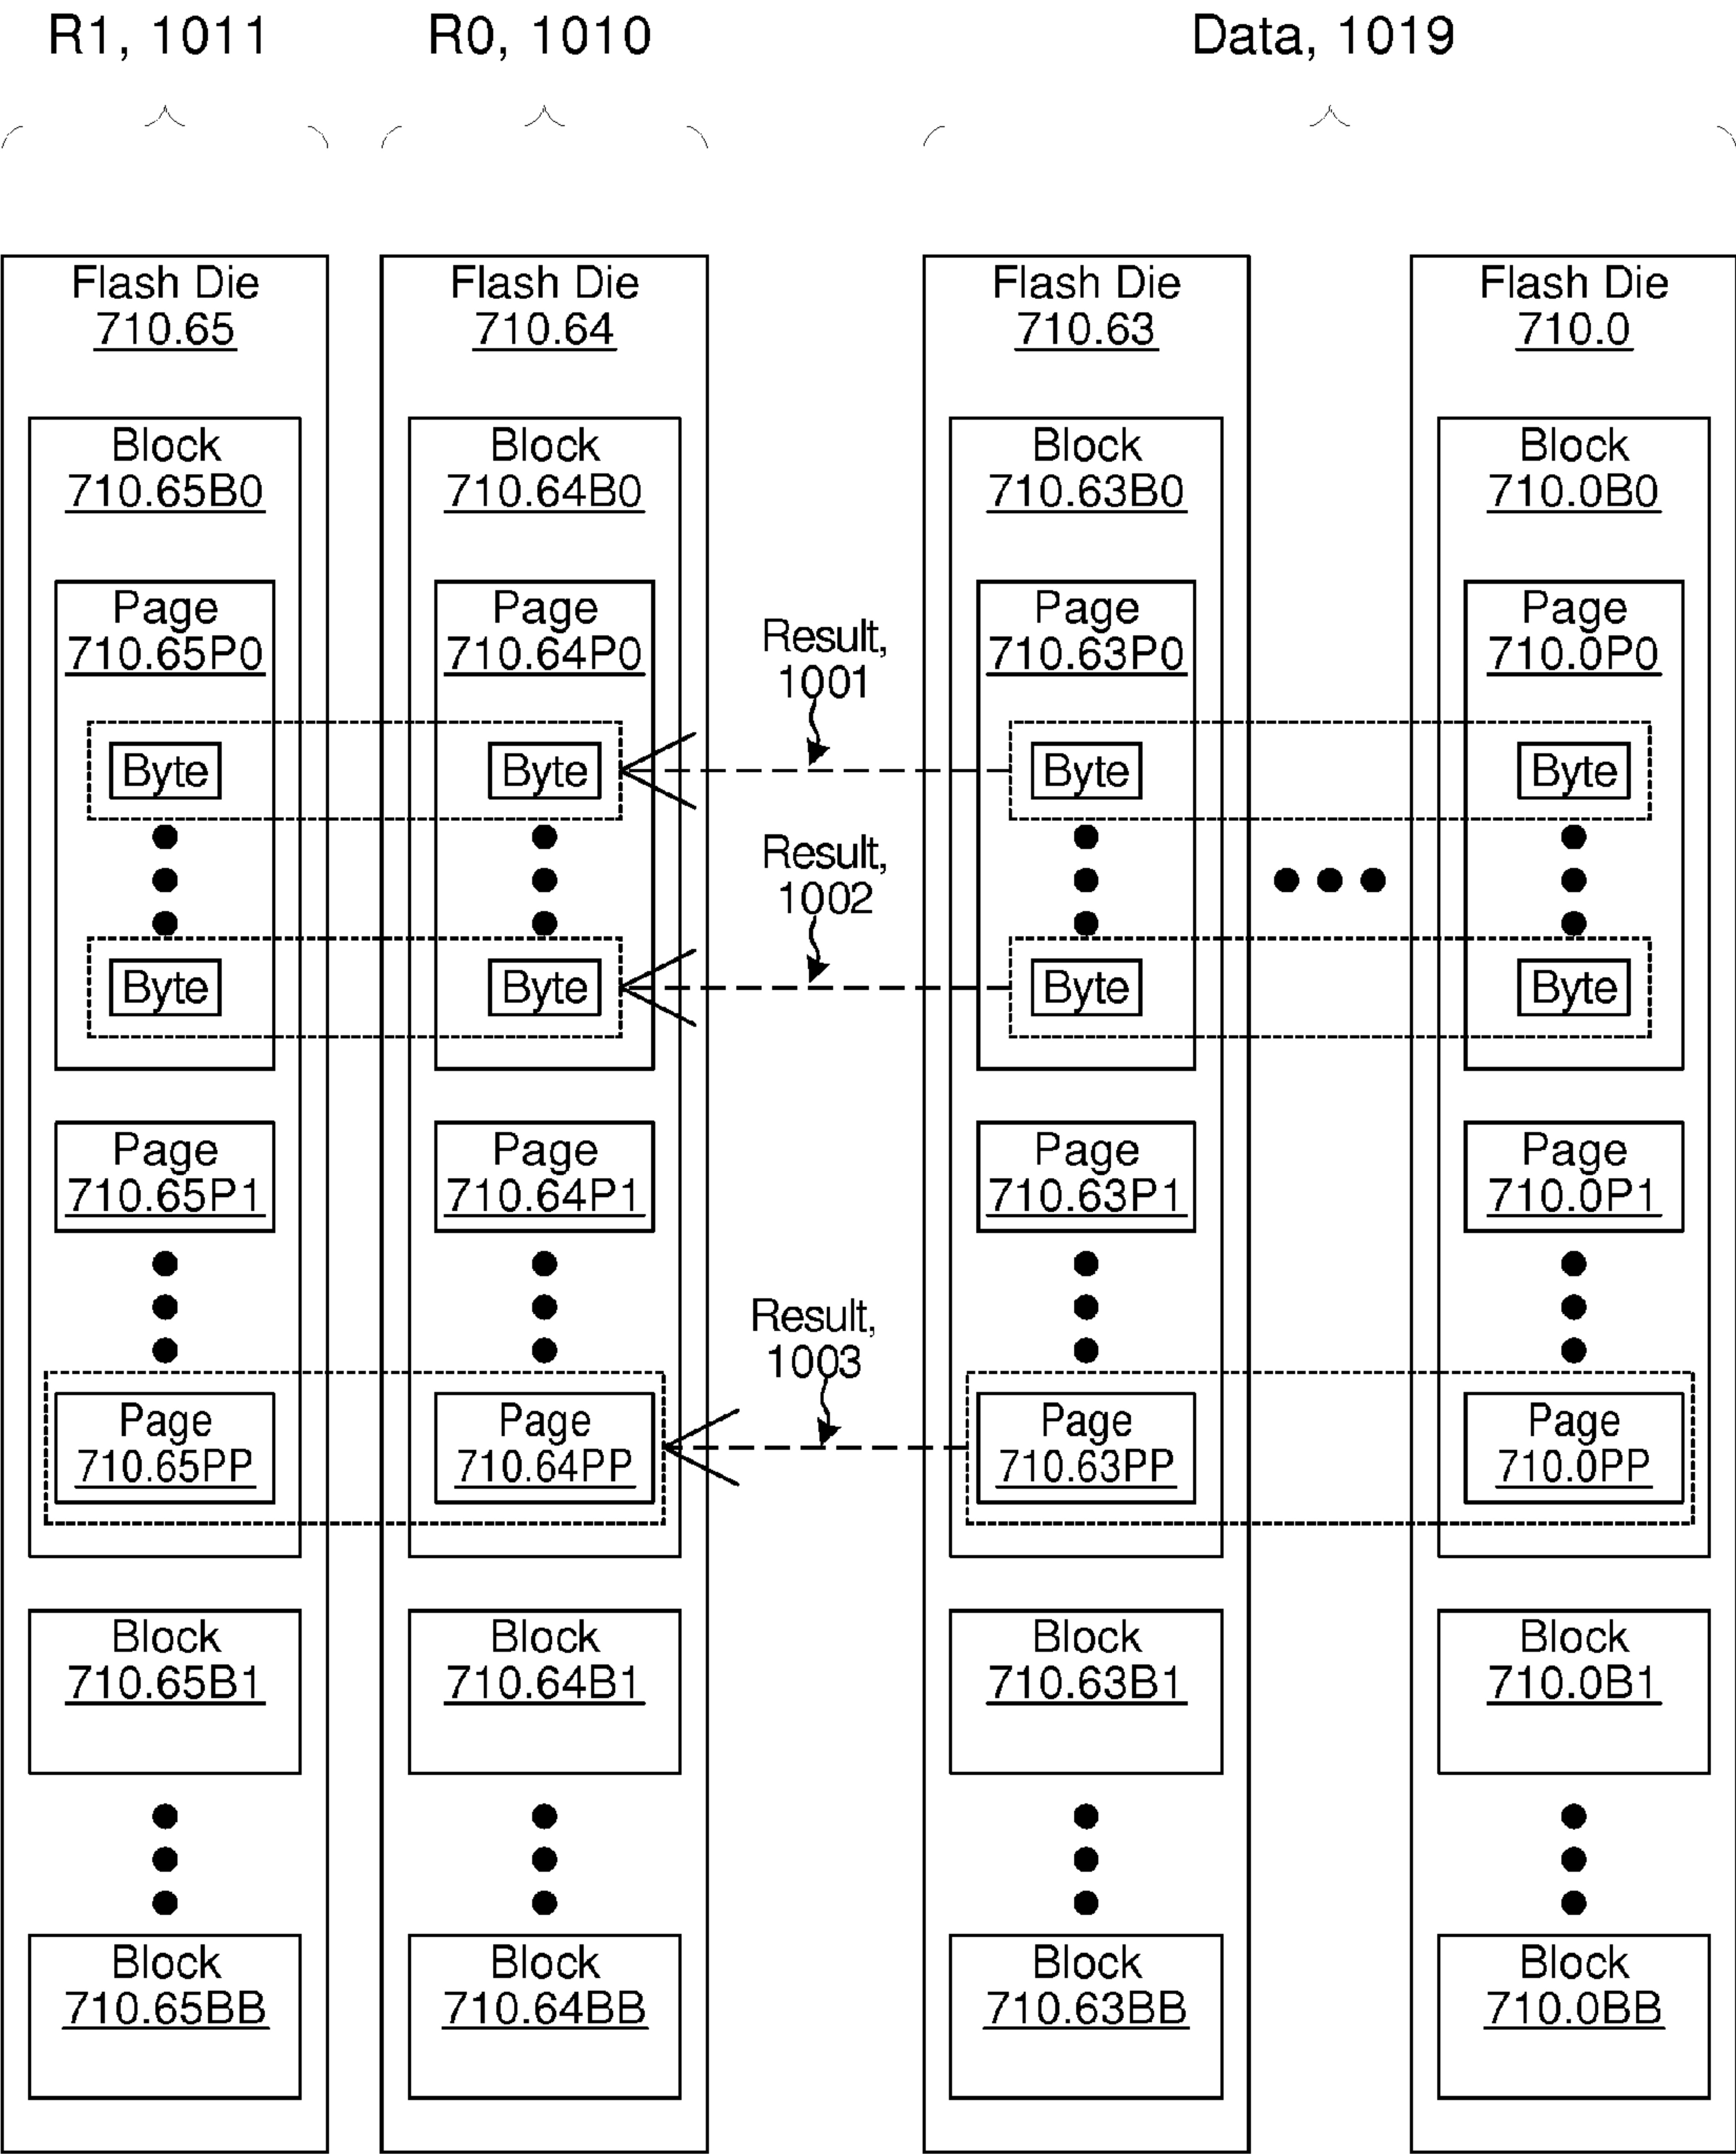 R1, 1011
R0, 1010
Data, 1019
Flash Die
710.65
Flash Die
710.64
Flash Die
710.63
Flash Die
710.0
Block
710.65B0
Block
710.64B0
Block
710.63B0
Block
710.0B0
Page
710.65P0
Page
710.64P0
Result,
1001
Page
710.63P0
Page
710.0P0
Byte
Byte
Byte
Byte
Result,
1002
Byte
Byte
Byte
Byte
Page
710.65P1
Page
710.64P1
Page
710.63P1
Page
710.0P1
Result,
1003
Page
710.65PP
Page
710.64PP
Page
710.63PP
Page
710.0PP
Block
710.65B1
Block
710.64B1
Block
710.63B1
Block
710.0B1
Block
710.65BB
Block
710.64BB
Block
710.63BB
Block
710.0BB